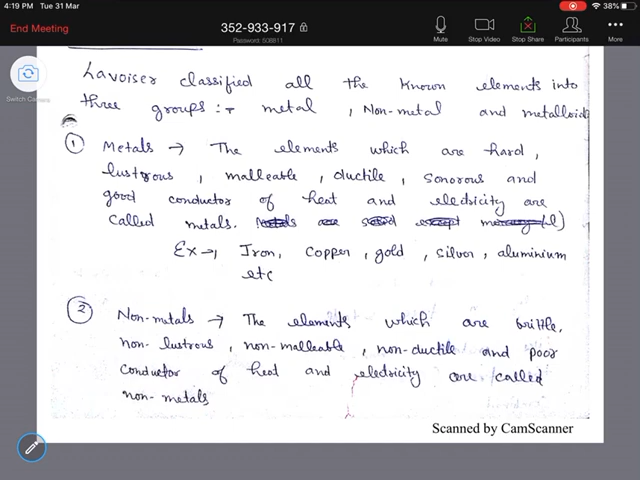 4:19 PM Tue 31 Mar
38%
End Meeting
352-933-917
Password: 508811
Mute
Stop Video
Stop Share
Participants
More
Switch Camera
Lavoiser classified all the known elements into
three groups:- metal, Non-metal and metalloid
① Metals → The elements which are hard,
lustrous, malleable, ductile, sonorous and
good conductor of heat and electricity are
called metals.
Ex →, Iron, copper, gold, silver, aluminium
etc
② Non-metals → The elements which are brittle,
non lustrous, non-malleable, non-ductile and poor
conductor of heat and electricity are called
non-metals
Scanned by CamScanner